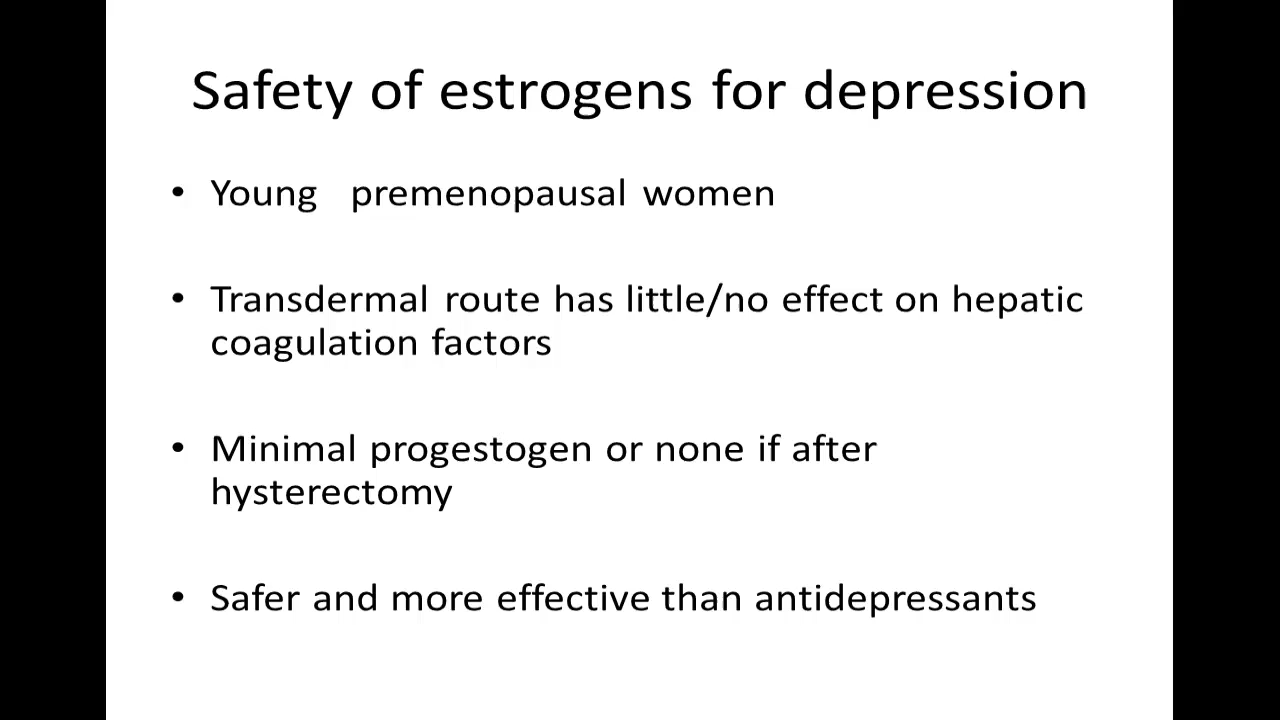 Safety of estrogens for depression
• Young premenopausal women
• Transdermal route has little/no effect on hepatic
coagulation factors
• Minimal progestogen or none if after
hysterectomy
• Safer and more effective than antidepressants